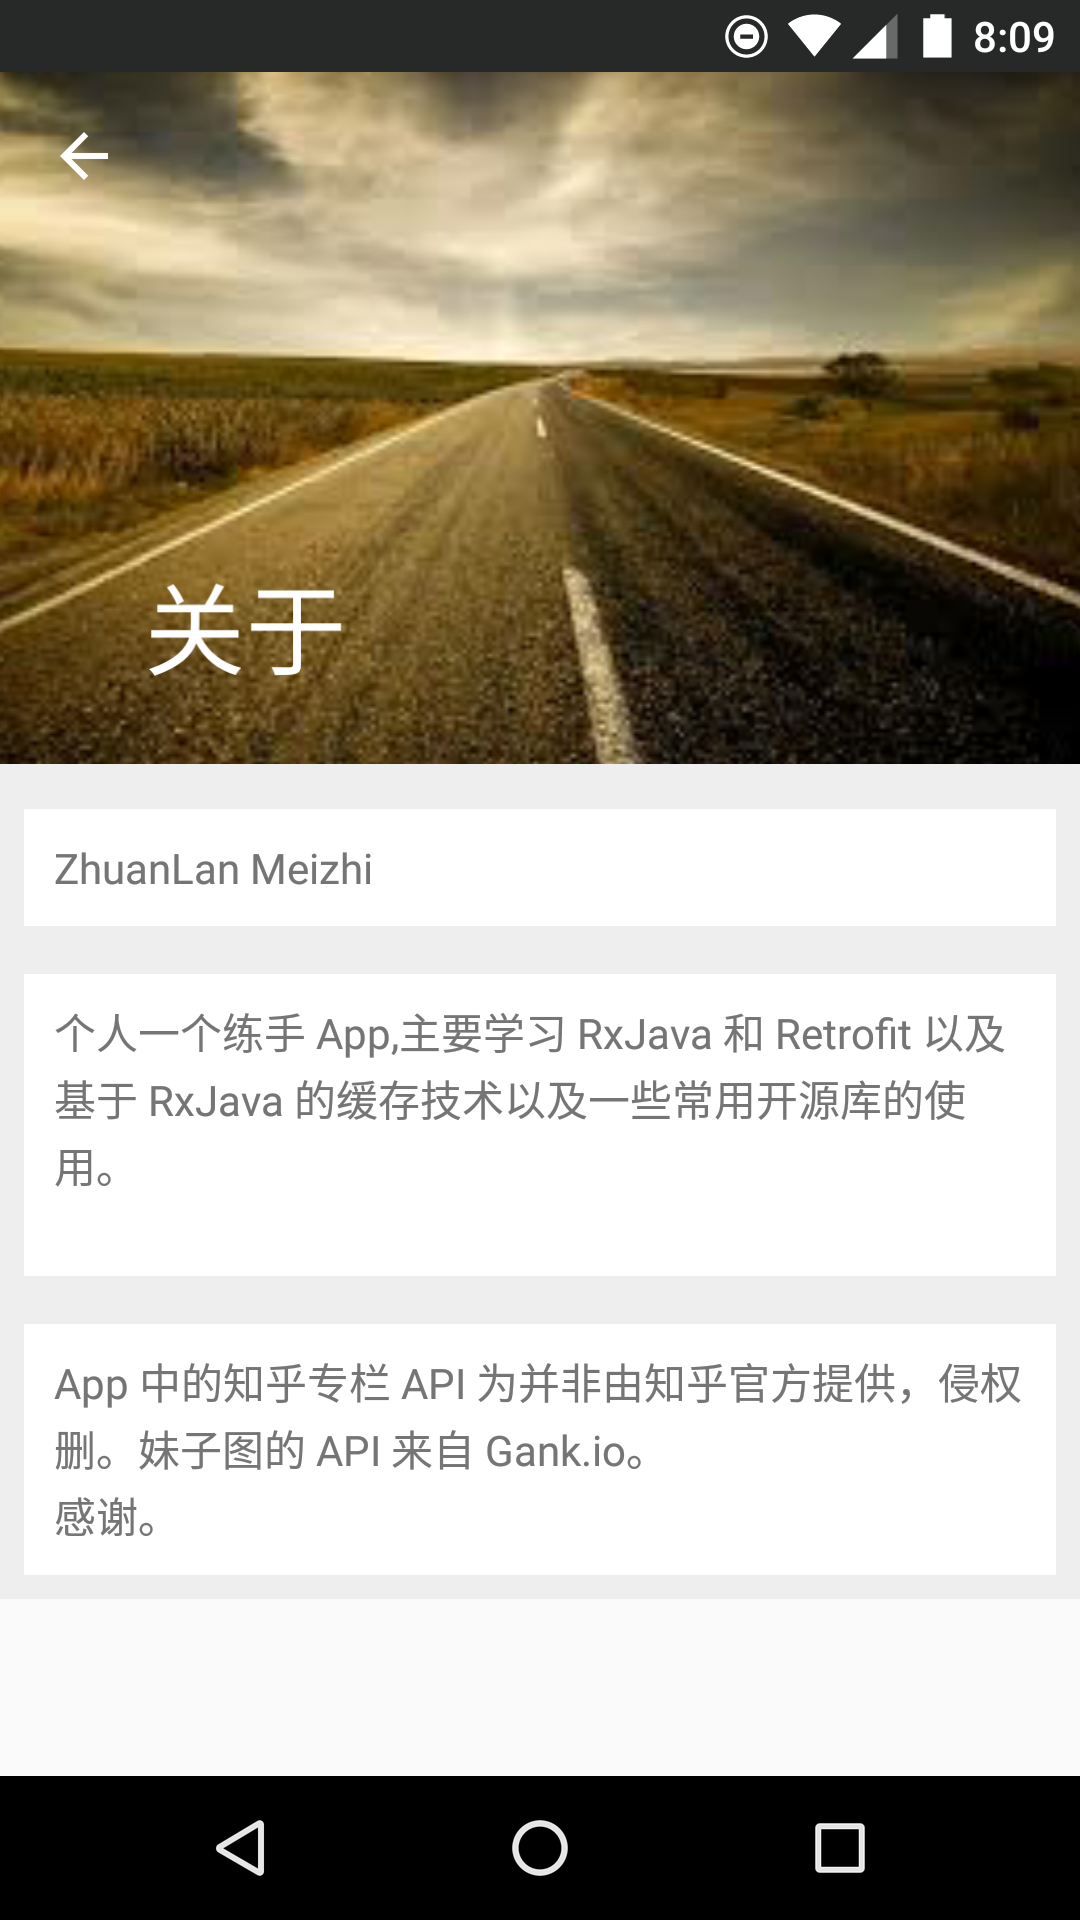 8:09
关于
ZhuanLan Meizhi
个人一个练手 App,主要学习 RxJava 和 Retrofit 以及
基于 RxJava 的缓存技术以及一些常用开源库的使
用。
App 中的知乎专栏 API 为并非由知乎官方提供，侵权
删。妹子图的 API 来自 Gank.io。
感谢。